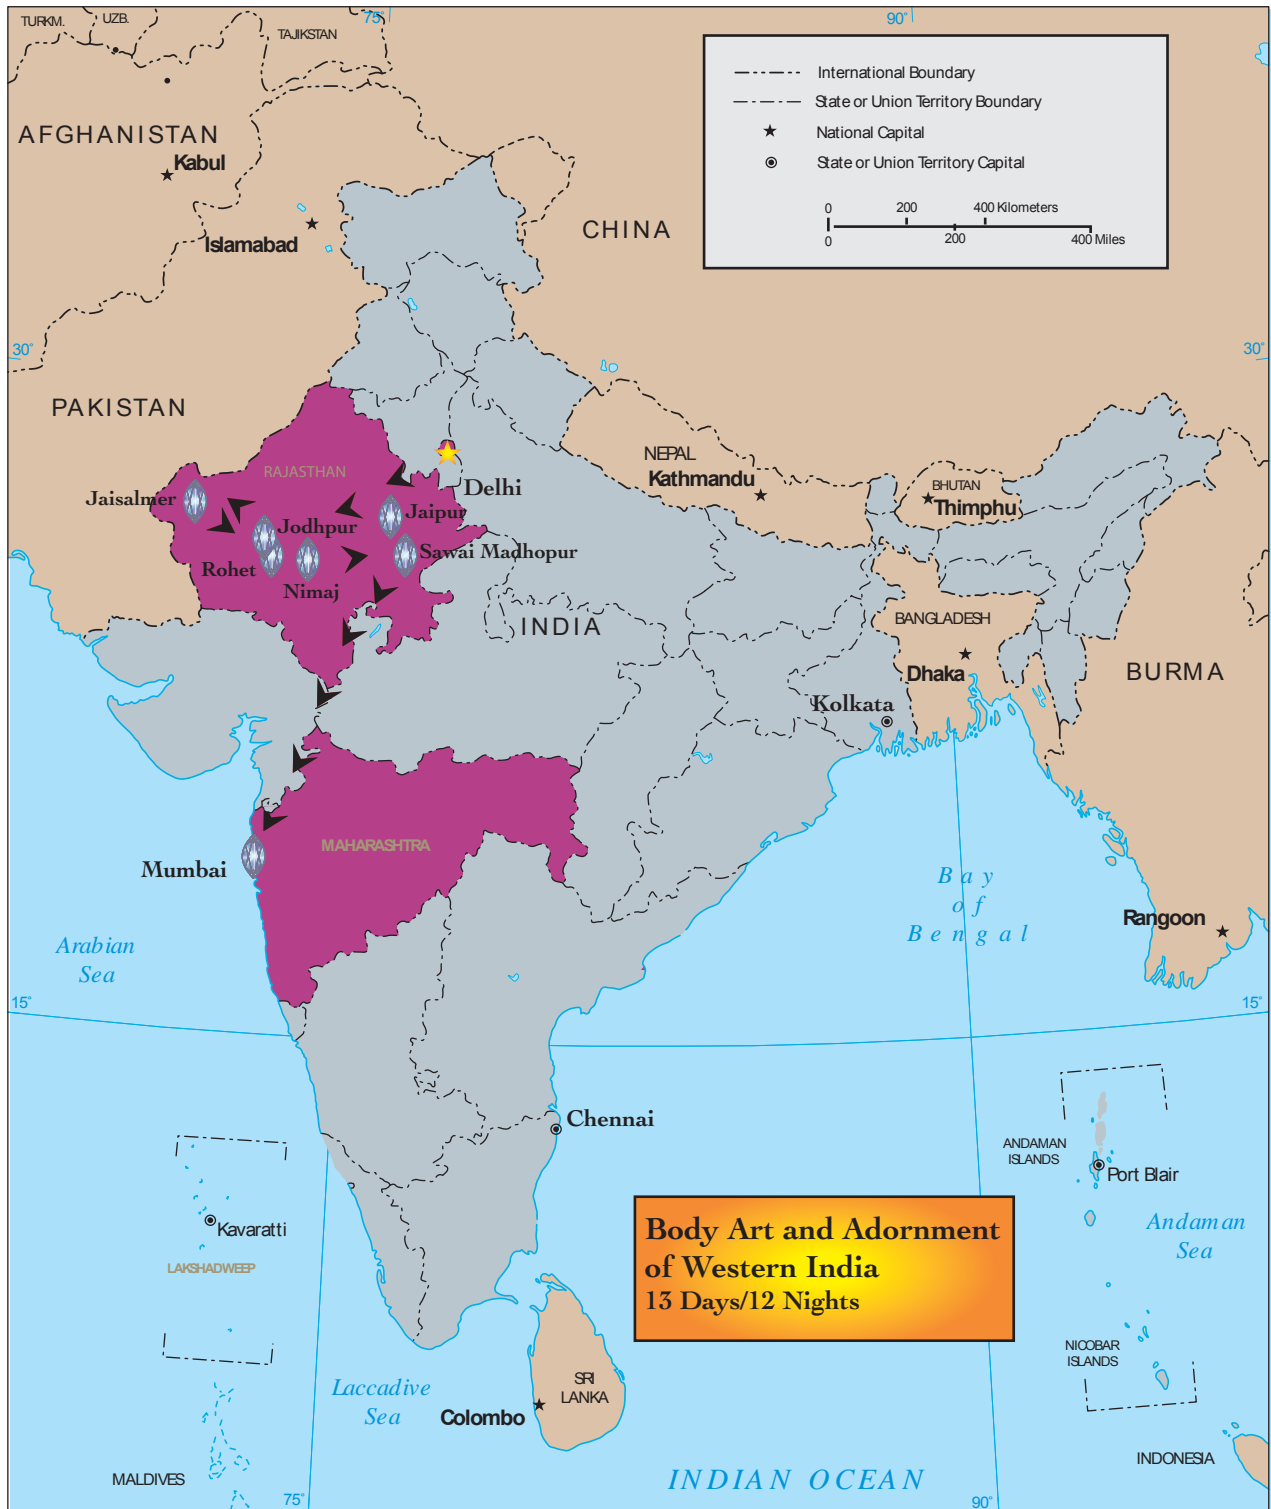 75°
90°
TURKM.
UZB.
TAJIKSTAN
International Boundary
State or Union Territory Boundary
National Capital
State or Union Territory Capital
0 200 400 Kilometers
0 200 400 Miles
AFGHANISTAN
Kabul
Islamabad
CHINA
30°
30°
PAKISTAN
RAJASTHAN
NEPAL
Kathmandu
BHUTAN
Thimphu
Delhi
Jaisalmer
Jaipur
Jodhpur
Sawai Madhopur
Rohet
Nimaj
INDIA
BANGLADESH
Dhaka
BURMA
Kolkata
MAHARASHTRA
Mumbai
Bay
of
Bengal
Rangoon
Arabian
Sea
15°
15°
Chennai
ANDAMAN
ISLANDS
Port Blair
Kavaratti
LAKSHADWEEP
Andaman
Sea
Body Art and Adornment
of Western India
13 Days/12 Nights
NICOBAR
ISLANDS
SRI
LANKA
Laccadive
Sea
Colombo
MALDIVES
INDIAN OCEAN
INDONESIA
75°
90°